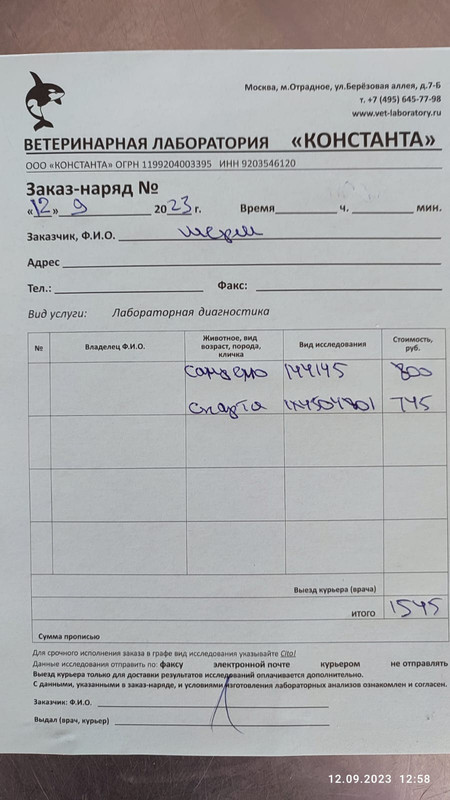 Москва, м.Отрадное, ул.Берёзовая аллея, д.7-Б
т. +7 (495) 645-77-98
www.vet-laboratory.ru
ВЕТЕРИНАРНАЯ ЛАБОРАТОРИЯ «КОНСТАНТА»
ООО «КОНСТАНТА» ОГРН 1199204003395 ИНН 9203546120
Заказ-наряд №
«12» 9 2023 г. Время ч. мин.
Заказчик, Ф.И.О.
Адрес
Тел.: Факс:
Вид услуги: Лабораторная диагностика
№ Владелец Ф.И.О. Животное, вид возраст, порода, кличка Вид исследования Стоимость, руб.
144145 800
Спарта 745
Выезд курьера (врача)
ИТОГО 1545
Сумма прописью
Для срочного исполнения заказа в графе вид исследования указывайте Cito!
Данные исследования отправить по: факсу электронной почте курьером не отправлять
Выезд курьера только для доставки результатов исследований оплачивается дополнительно.
С данными, указанными в заказ-наряде, и условиями изготовления лабораторных анализов ознакомлен и согласен.
Заказчик: Ф.И.О.
Выдал (врач, курьер)
12.09.2023 12:58